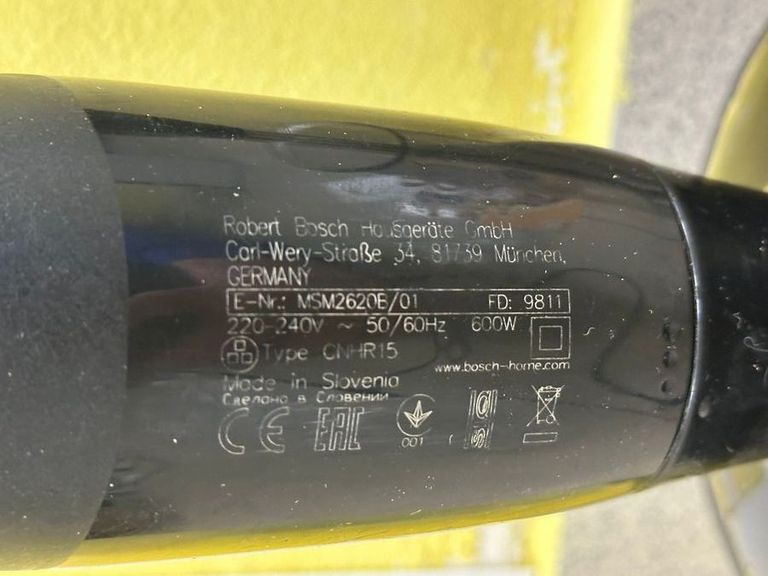 Robert Bosch Hausgeräte GmbH
Carl-Wery-Straße 34, 81739 München,
GERMANY
E-Nr.: MSM2620B/01 FD: 9811
220-240V ~ 50/60Hz 600W
Type CNHR15
www.bosch-home.com
Made in Slovenia
Сделано в Словении
CE EAC 001